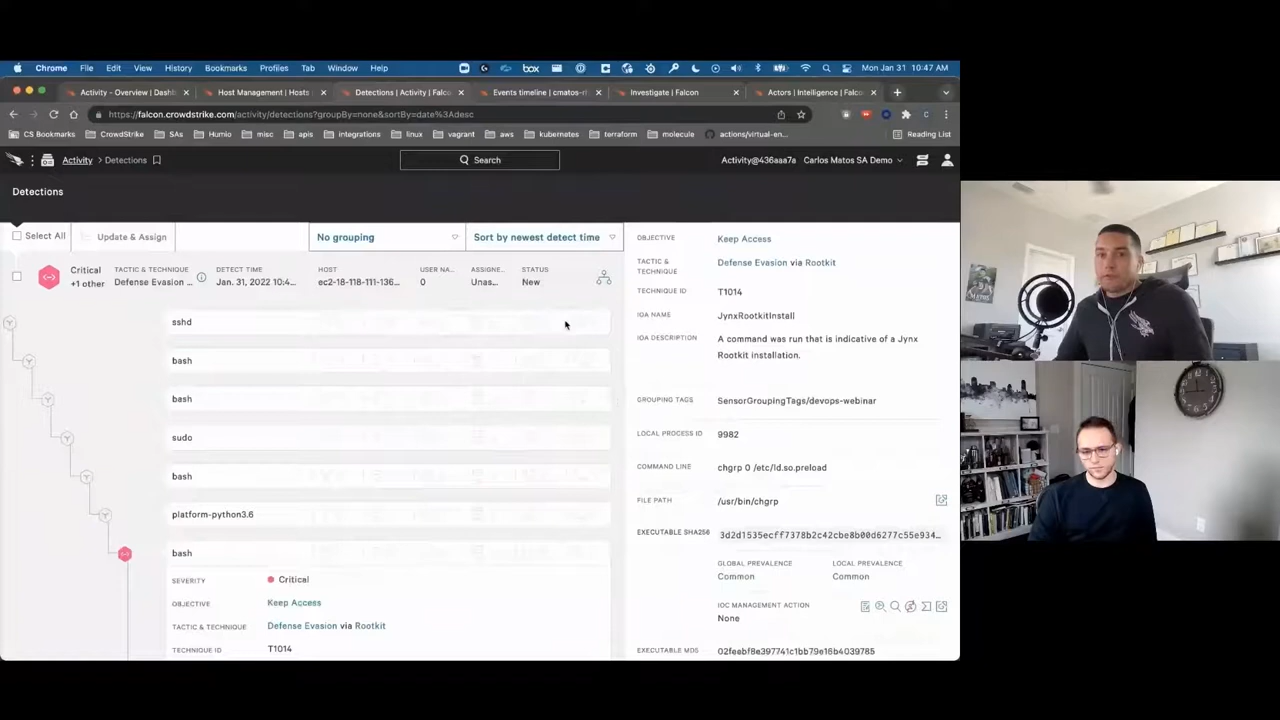 Chrome File Edit View History Bookmarks Profiles Tab Window Help box Mon Jan 31 10:47 AM
Activity - Overview | Dashb Host Management | Hosts Detections | Activity | Falcon Events timeline | cmatos-rh Investigate | Falcon Actors | Intelligence | Falcon
https://falcon.crowdstrike.com/activity/detections?groupBy=none&sortBy=date%3Adesc
CS Bookmarks CrowdStrike SAs Humio misc apis integrations linux vagrant aws kubernetes terraform molecule actions/virtual-en... Reading List
Activity > Detections Search Activity@436aaa7a Carlos Matos SA Demo
Detections
Select All Update & Assign No grouping Sort by newest detect time
Critical
+1 other
TACTIC & TECHNIQUE
Defense Evasion ...
DETECT TIME
Jan. 31, 2022 10:4...
HOST
ec2-18-118-111-136...
USER NA...
0
ASSIGNE...
Unas...
STATUS
New
sshd
bash
bash
sudo
bash
platform-python3.6
bash
SEVERITY Critical
OBJECTIVE Keep Access
TACTIC & TECHNIQUE Defense Evasion via Rootkit
TECHNIQUE ID T1014
OBJECTIVE Keep Access
TACTIC &
TECHNIQUE
Defense Evasion via Rootkit
TECHNIQUE ID T1014
IOA NAME JynxRootkitInstall
IOA DESCRIPTION A command was run that is indicative of a Jynx
Rootkit installation.
GROUPING TAGS SensorGroupingTags/devops-webinar
LOCAL PROCESS ID 9982
COMMAND LINE chgrp 0 /etc/ld.so.preload
FILE PATH /usr/bin/chgrp
EXECUTABLE SHA256 3d2d1535ecff7378b2c42cbe8b00d6277c55e934...
GLOBAL PREVALENCE
Common
LOCAL PREVALENCE
Common
IOC MANAGEMENT ACTION
None
EXECUTABLE MD5 02feebf8e397741c1bb79e16b4039785